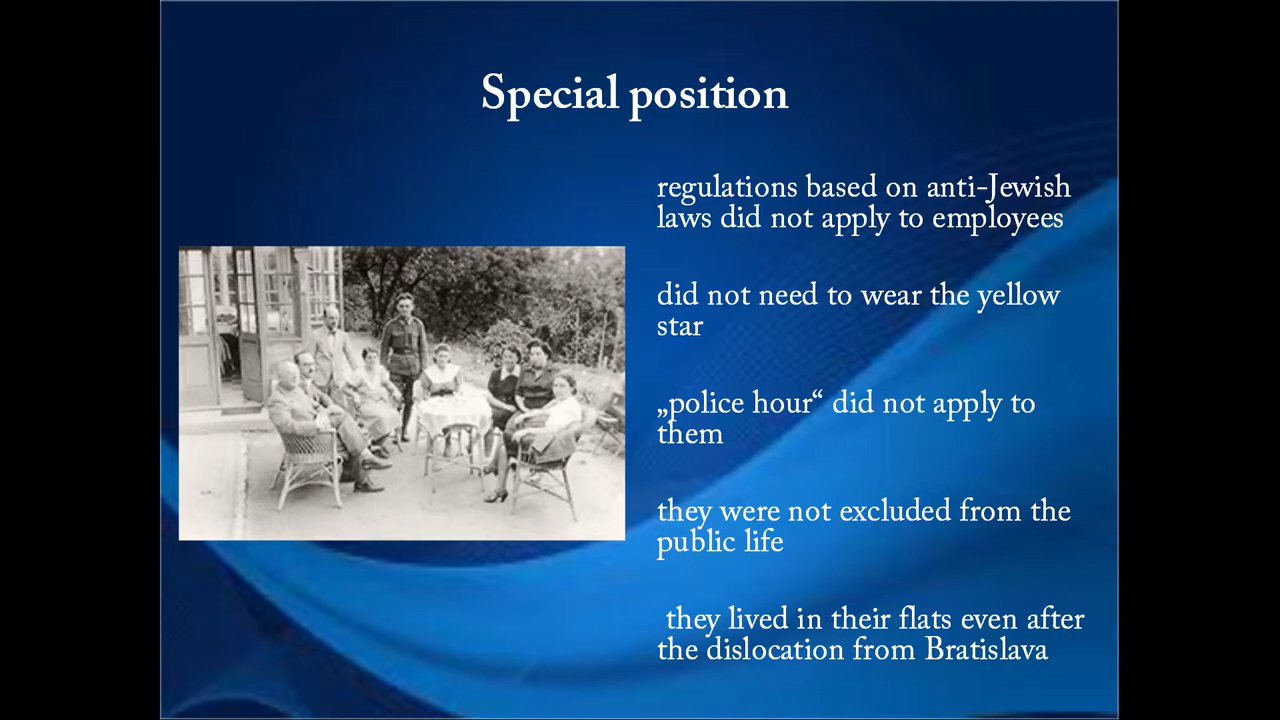 Special position
regulations based on anti-Jewish
laws did not apply to employees
did not need to wear the yellow
star
„police hour“ did not apply to
them
they were not excluded from the
public life
they lived in their flats even after
the dislocation from Bratislava